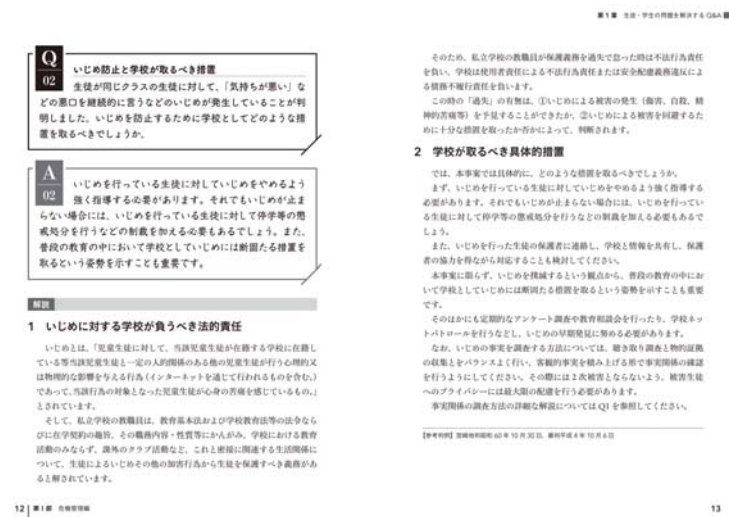 Q
02
いじめ防止と学校が取るべき措置
生徒が同じクラスの生徒に対して、「気持ちが悪い」な
どの悪口を継続的に言うなどのいじめが発生していることが判
明しました。いじめを防止するために学校としてどのような措
置を取るべきでしょうか。
A
02
いじめを行っている生徒に対していじめをやめるよう
強く指導する必要があります。それでもいじめが止ま
らない場合には、いじめを行っている生徒に対して停学等の懲
戒処分を行うなどの制裁を加える必要もあるでしょう。また、
普段の教育の中において学校としていじめには断固たる措置を
取るという姿勢を示すことも重要です。
解説
1 いじめに対する学校が負うべき法的責任
いじめとは、「児童生徒に対して、当該児童生徒が在籍する学校に在籍し
ている等当該児童生徒と一定の人的関係のある他の児童生徒が行う心理的又
は物理的な影響を与える行為(インターネットを通じて行われるものを含む。)
であって、当該行為の対象となった児童生徒が心身の苦痛を感じているもの。」
とされています。
そして、私立学校の教職員は、教育基本法および学校教育法等の法令なら
びに在学契約の趣旨、その職務内容・性質等にかんがみ、学校における教育
活動のみならず、課外のクラブ活動など、これと密接に関連する生活関係に
ついて、生徒によるいじめその他の加害行為から生徒を保護すべき義務があ
ると解されています。
12 第Ⅰ部 危機管理編
第1章 生徒・学生の問題を解決するQ&A
そのため、私立学校の教職員が保護義務を過失で怠った時は不法行為責任
を負い、学校は使用者責任による不法行為責任または安全配慮義務違反によ
る債務不履行責任を負います。
この時の「過失」の有無は、①いじめによる被害の発生(傷害、自殺、精
神的苦痛等)を予見することができたか、②いじめによる被害を回避するた
めに十分な措置を取ったか否かによって、判断されます。
2 学校が取るべき具体的措置
では、本事案では具体的に、どのような措置を取るべきでしょうか。
まず、いじめを行っている生徒に対していじめをやめるよう強く指導する
必要があります。それでもいじめが止まらない場合には、いじめを行ってい
る生徒に対して停学等の懲戒処分を行うなどの制裁を加える必要もあるで
しょう。
また、いじめを行った生徒の保護者に連絡し、学校と情報を共有し、保護
者の協力を得ながら対応することも検討してください。
本事案に限らず、いじめを撲滅するという観点から、普段の教育の中にお
いて学校としていじめには断固たる措置を取るという姿勢を示すことも重要
です。
そのほかにも定期的なアンケート調査や教育相談会を行ったり、学校ネッ
トパトロールを行うなどし、いじめの早期発見に努める必要があります。
なお、いじめの事実を調査する方法については、聴き取り調査と物的証拠
の収集とをバランスよく行い、客観的事実を積み上げる形で事実関係の確認
を行うようにしてください。その際には2次被害とならないよう、被害生徒
へのプライバシーには最大限の配慮を行う必要があります。
事実関係の調査方法の詳細な解説についてはQ1を参照してください。
【参考判例】宮崎地判昭和60年10月30日、審判平成4年10月6日
13